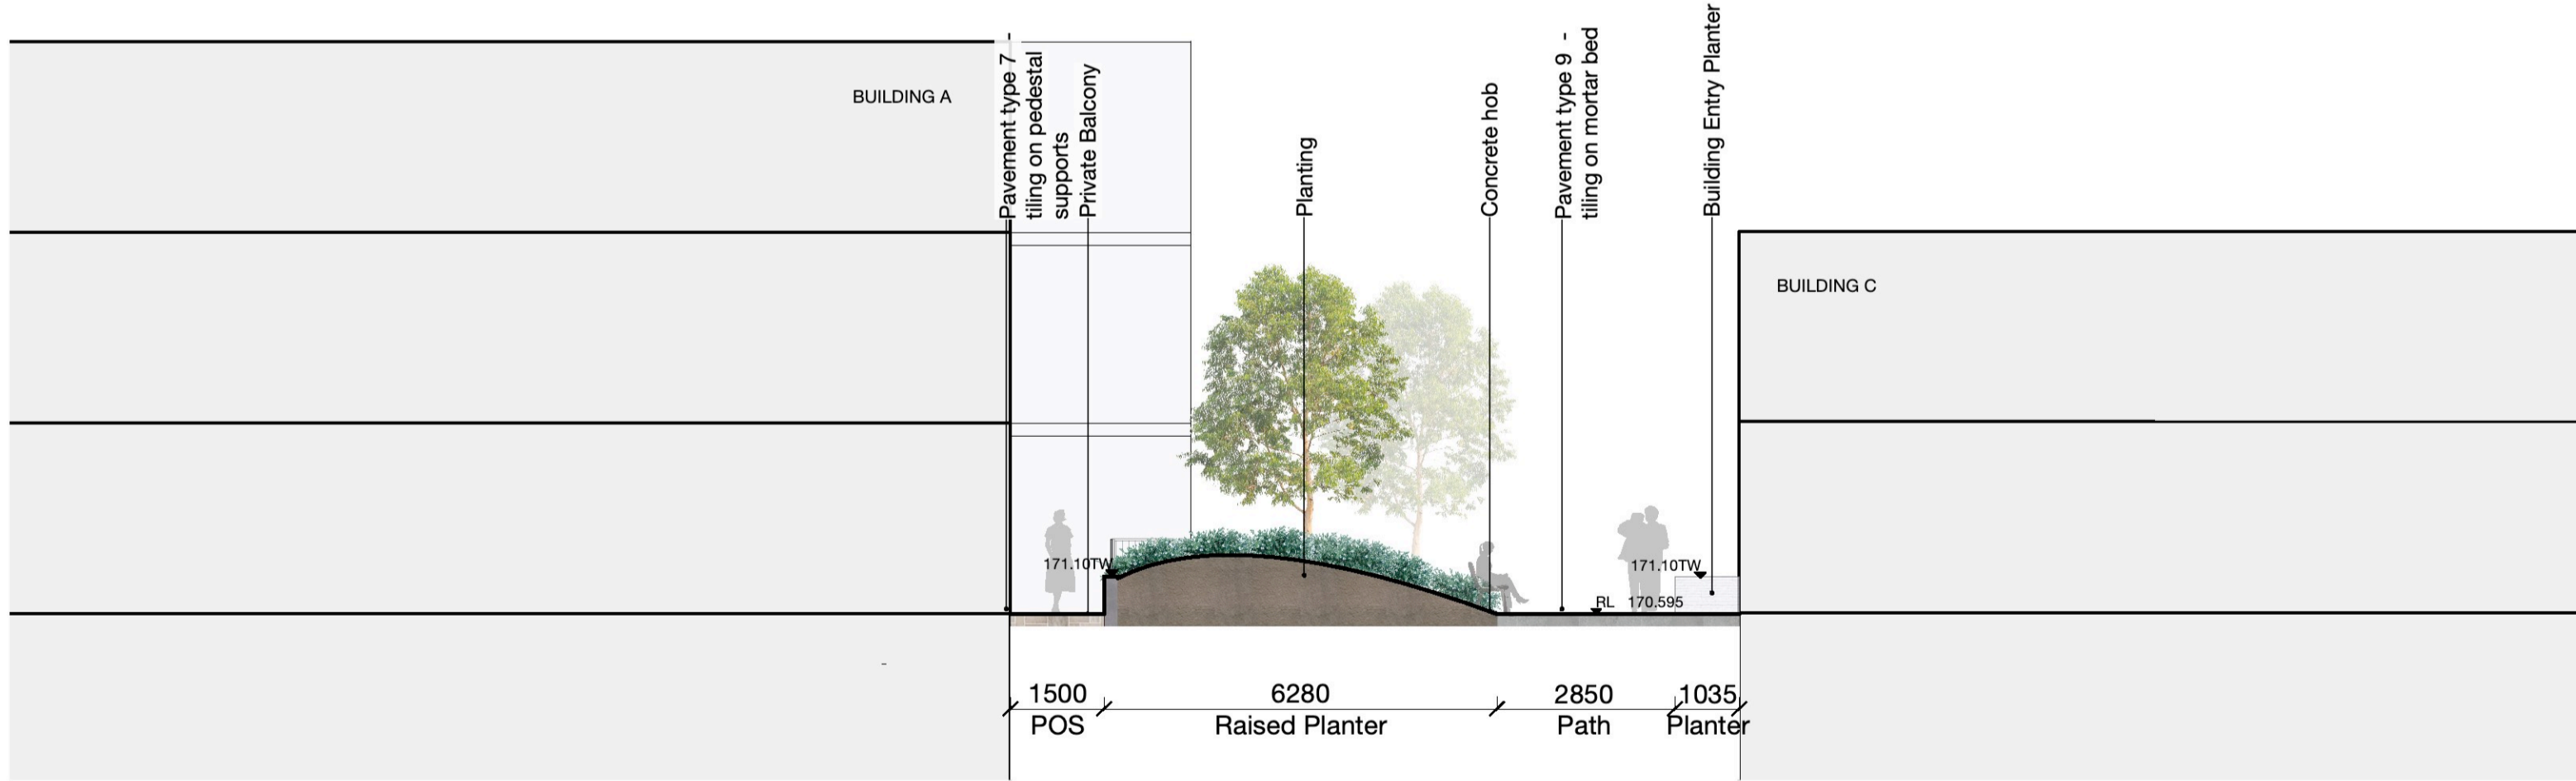 BUILDING A
Pavement type 7 -
tiling on pedestal
supports
Private Balcony
Planting
Concrete hob
Pavement type 9 -
tiling on mortar bed
Building Entry Planter
BUILDING C
171.10TW
171.10TW
RL 170.595
-
1500
6280
2850
1035
POS
Raised Planter
Path
Planter